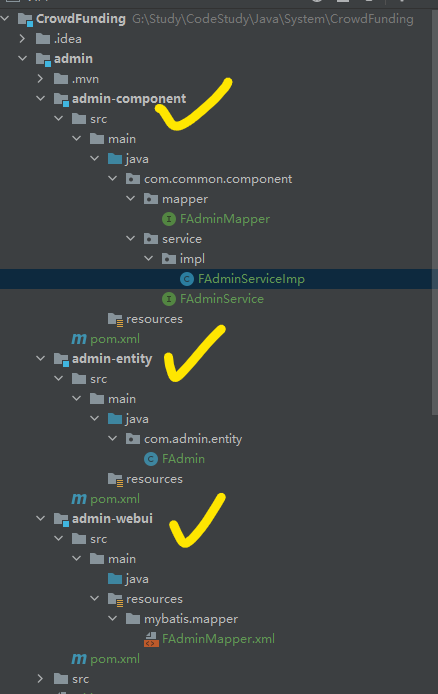 CrowdFunding G:\Study\CodeStudy\Java\System\CrowdFunding
.idea
admin
.mvn
admin-component
src
main
java
com.common.component
mapper
FAdminMapper
service
impl
FAdminServiceImp
FAdminService
resources
pom.xml
admin-entity
src
main
java
com.admin.entity
FAdmin
resources
pom.xml
admin-webui
src
main
java
resources
mybatis.mapper
FAdminMapper.xml
pom.xml
src